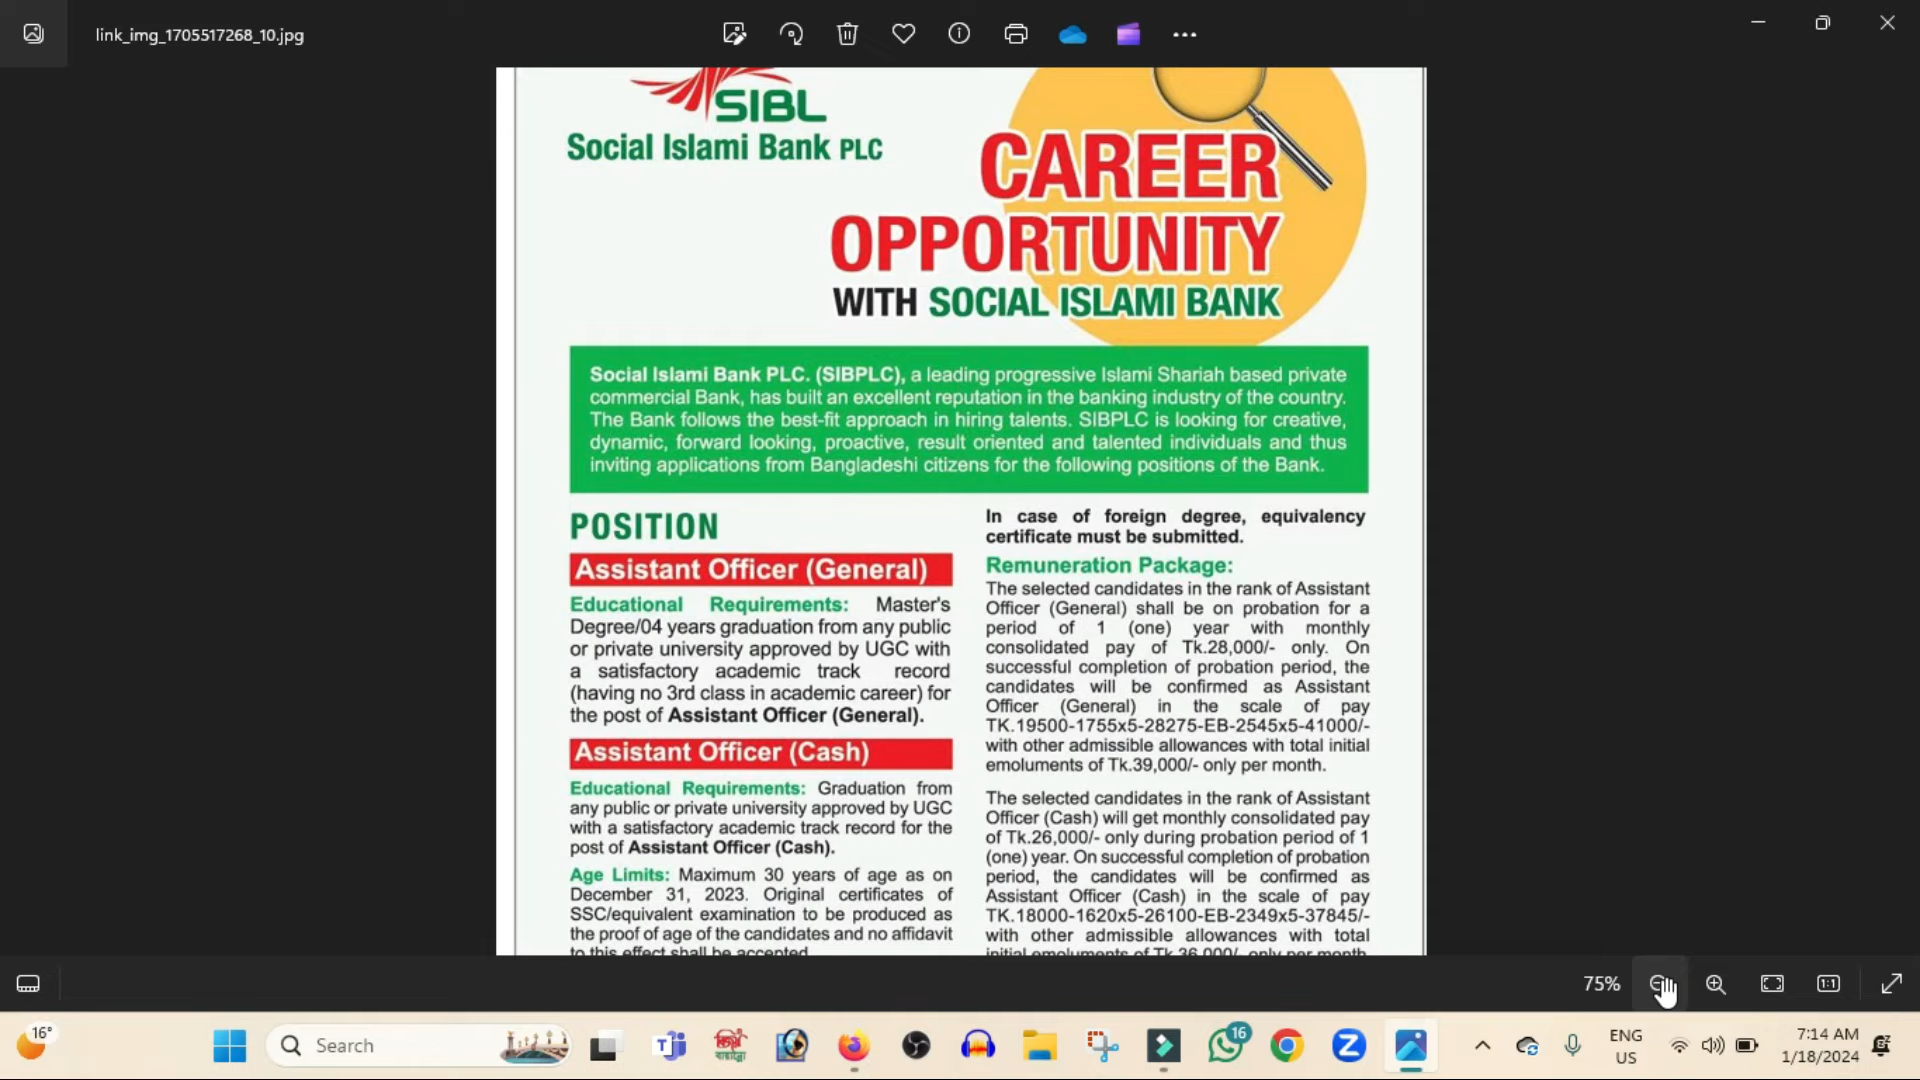 link_img_1705517268_10.jpg
SIBL
Social Islami Bank PLC
CAREER
OPPORTUNITY
WITH SOCIAL ISLAMI BANK
Social Islami Bank PLC. (SIBPLC), a leading progressive Islami Shariah based private
commercial Bank, has built an excellent reputation in the banking industry of the country.
The Bank follows the best-fit approach in hiring talents. SIBPLC is looking for creative,
dynamic, forward looking, proactive, result oriented and talented individuals and thus
inviting applications from Bangladeshi citizens for the following positions of the Bank.
POSITION
Assistant Officer (General)
Educational Requirements: Master's
Degree/04 years graduation from any public
or private university approved by UGC with
a satisfactory academic track record
(having no 3rd class in academic career) for
the post of Assistant Officer (General).
Assistant Officer (Cash)
Educational Requirements: Graduation from
any public or private university approved by UGC
with a satisfactory academic track record for the
post of Assistant Officer (Cash).
Age Limits: Maximum 30 years of age as on
December 31, 2023. Original certificates of
SSC/equivalent examination to be produced as
the proof of age of the candidates and no affidavit
to this effect shall be accepted.
In case of foreign degree, equivalency
certificate must be submitted.
Remuneration Package:
The selected candidates in the rank of Assistant
Officer (General) shall be on probation for a
period of 1 (one) year with monthly
consolidated pay of Tk.28,000/- only. On
successful completion of probation period, the
candidates will be confirmed as Assistant
Officer (General) in the scale of pay
TK.19500-1755x5-28275-EB-2545x5-41000/-
with other admissible allowances with total initial
emoluments of Tk.39,000/- only per month.
The selected candidates in the rank of Assistant
Officer (Cash) will get monthly consolidated pay
of Tk.26,000/- only during probation period of 1
(one) year. On successful completion of probation
period, the candidates will be confirmed as
Assistant Officer (Cash) in the scale of pay
TK.18000-1620x5-26100-EB-2349x5-37845/-
with other admissible allowances with total
initial emoluments of Tk.36,000/- only per month.
75%
16°
Search
16
ENG
US
7:14 AM
1/18/2024